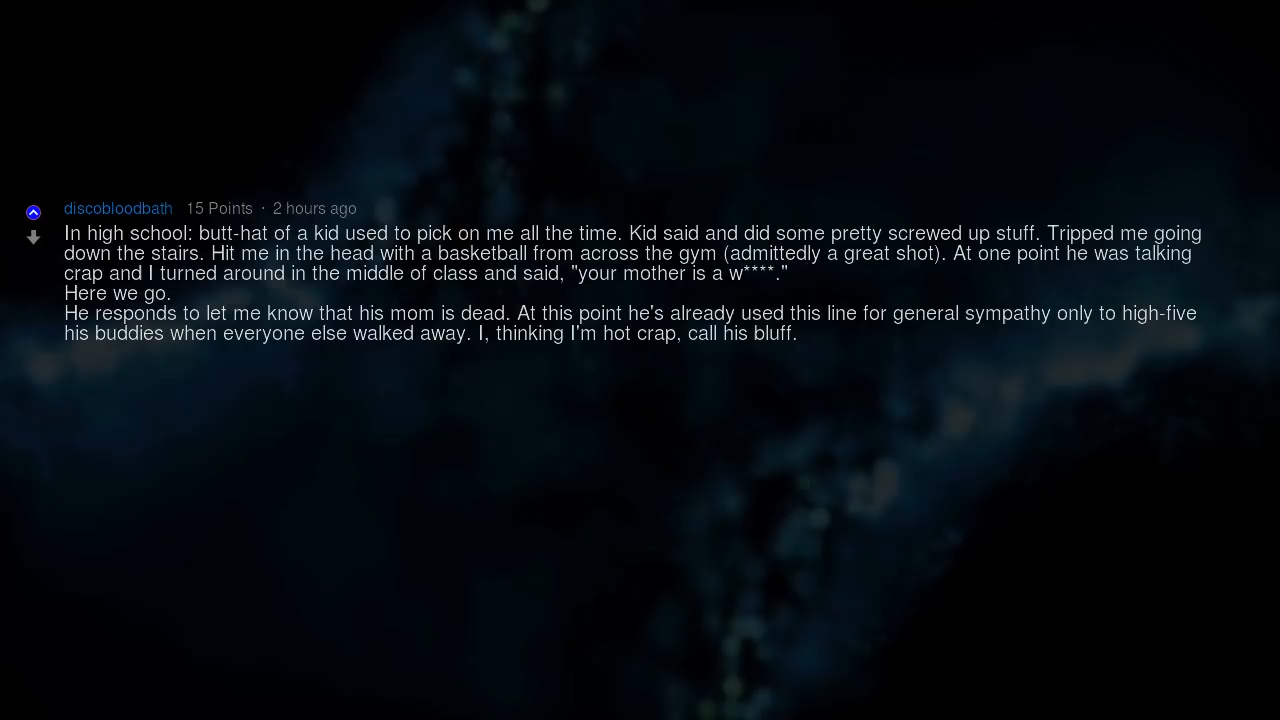 discobloodbath 15 Points · 2 hours ago
In high school: butt-hat of a kid used to pick on me all the time. Kid said and did some pretty screwed up stuff. Tripped me going
down the stairs. Hit me in the head with a basketball from across the gym (admittedly a great shot). At one point he was talking
crap and I turned around in the middle of class and said, "your mother is a w****."
Here we go.
He responds to let me know that his mom is dead. At this point he's already used this line for general sympathy only to high-five
his buddies when everyone else walked away. I, thinking I'm hot crap, call his bluff.